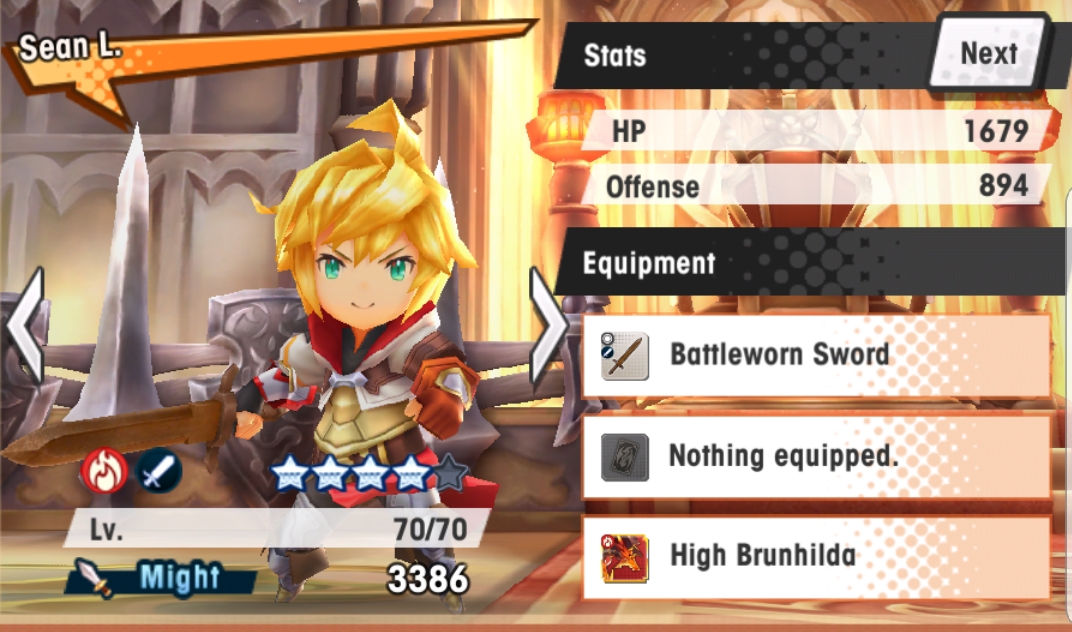 Sean L.
Stats
Next
HP 1679
Offense 894
Equipment
Battleworn Sword
Nothing equipped.
High Brunhilda
Lv. 70/70
Might 3386